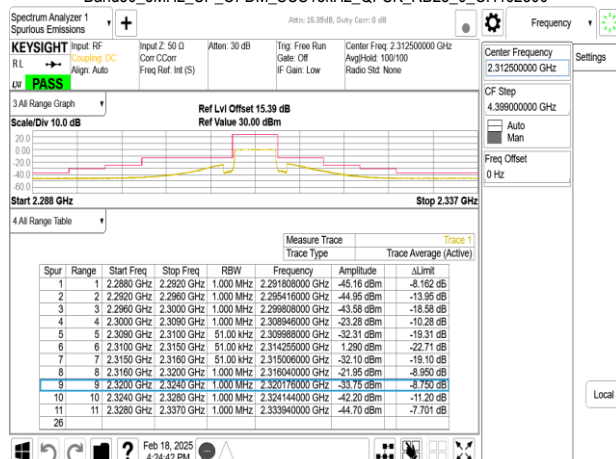 Spectrum Analyzer 1
Spurious Emissions
Attn: 15.39dB, Duty Corr: 0 dB
Frequency
Settings
KEYSIGHT
RL
PASS
Input: RF
Coupling: DC
Align: Auto
Input Z: 50 Ω
Corr CCorr
Freq Ref: Int (S)
Atten: 30 dB
Trig: Free Run
Gate: Off
IF Gain: Low
Center Freq: 2.312500000 GHz
Avg|Hold: 100/100
Radio Std: None
Center Frequency
2.312500000 GHz
CF Step
4.399000000 GHz
Auto
Man
Freq Offset
0 Hz
3 All Range Graph
Scale/Div 10.0 dB
Ref Lvl Offset 15.39 dB
Ref Value 30.00 dBm
20.0
0.00
-20.0
-40.0
-60.0
Start 2.288 GHz
Stop 2.337 GHz
4 All Range Table
Measure Trace Trace 1
Trace Type Trace Average (Active)
Spur Range Start Freq Stop Freq RBW Frequency Amplitude ΔLimit
1 1 2.2880 GHz 2.2920 GHz 1.000 MHz 2.291808000 GHz -45.16 dBm -8.162 dB
2 2 2.2920 GHz 2.2960 GHz 1.000 MHz 2.295416000 GHz -44.95 dBm -13.95 dB
3 3 2.2960 GHz 2.3000 GHz 1.000 MHz 2.299808000 GHz -43.58 dBm -18.58 dB
4 4 2.3000 GHz 2.3090 GHz 1.000 MHz 2.308946000 GHz -23.28 dBm -10.28 dB
5 5 2.3090 GHz 2.3100 GHz 51.00 kHz 2.309988000 GHz -32.31 dBm -19.31 dB
6 6 2.3100 GHz 2.3150 GHz 51.00 kHz 2.314255000 GHz 1.290 dBm -22.71 dB
7 7 2.3150 GHz 2.3160 GHz 51.00 kHz 2.315006000 GHz -32.10 dBm -19.10 dB
8 8 2.3160 GHz 2.3200 GHz 1.000 MHz 2.316040000 GHz -21.95 dBm -8.950 dB
9 9 2.3200 GHz 2.3240 GHz 1.000 MHz 2.320176000 GHz -33.75 dBm -8.750 dB
10 10 2.3240 GHz 2.3280 GHz 1.000 MHz 2.324144000 GHz -42.20 dBm -11.20 dB
11 11 2.3280 GHz 2.3370 GHz 1.000 MHz 2.333940000 GHz -44.70 dBm -7.701 dB
26
Local
Feb 18, 2025
4:24:42 PM